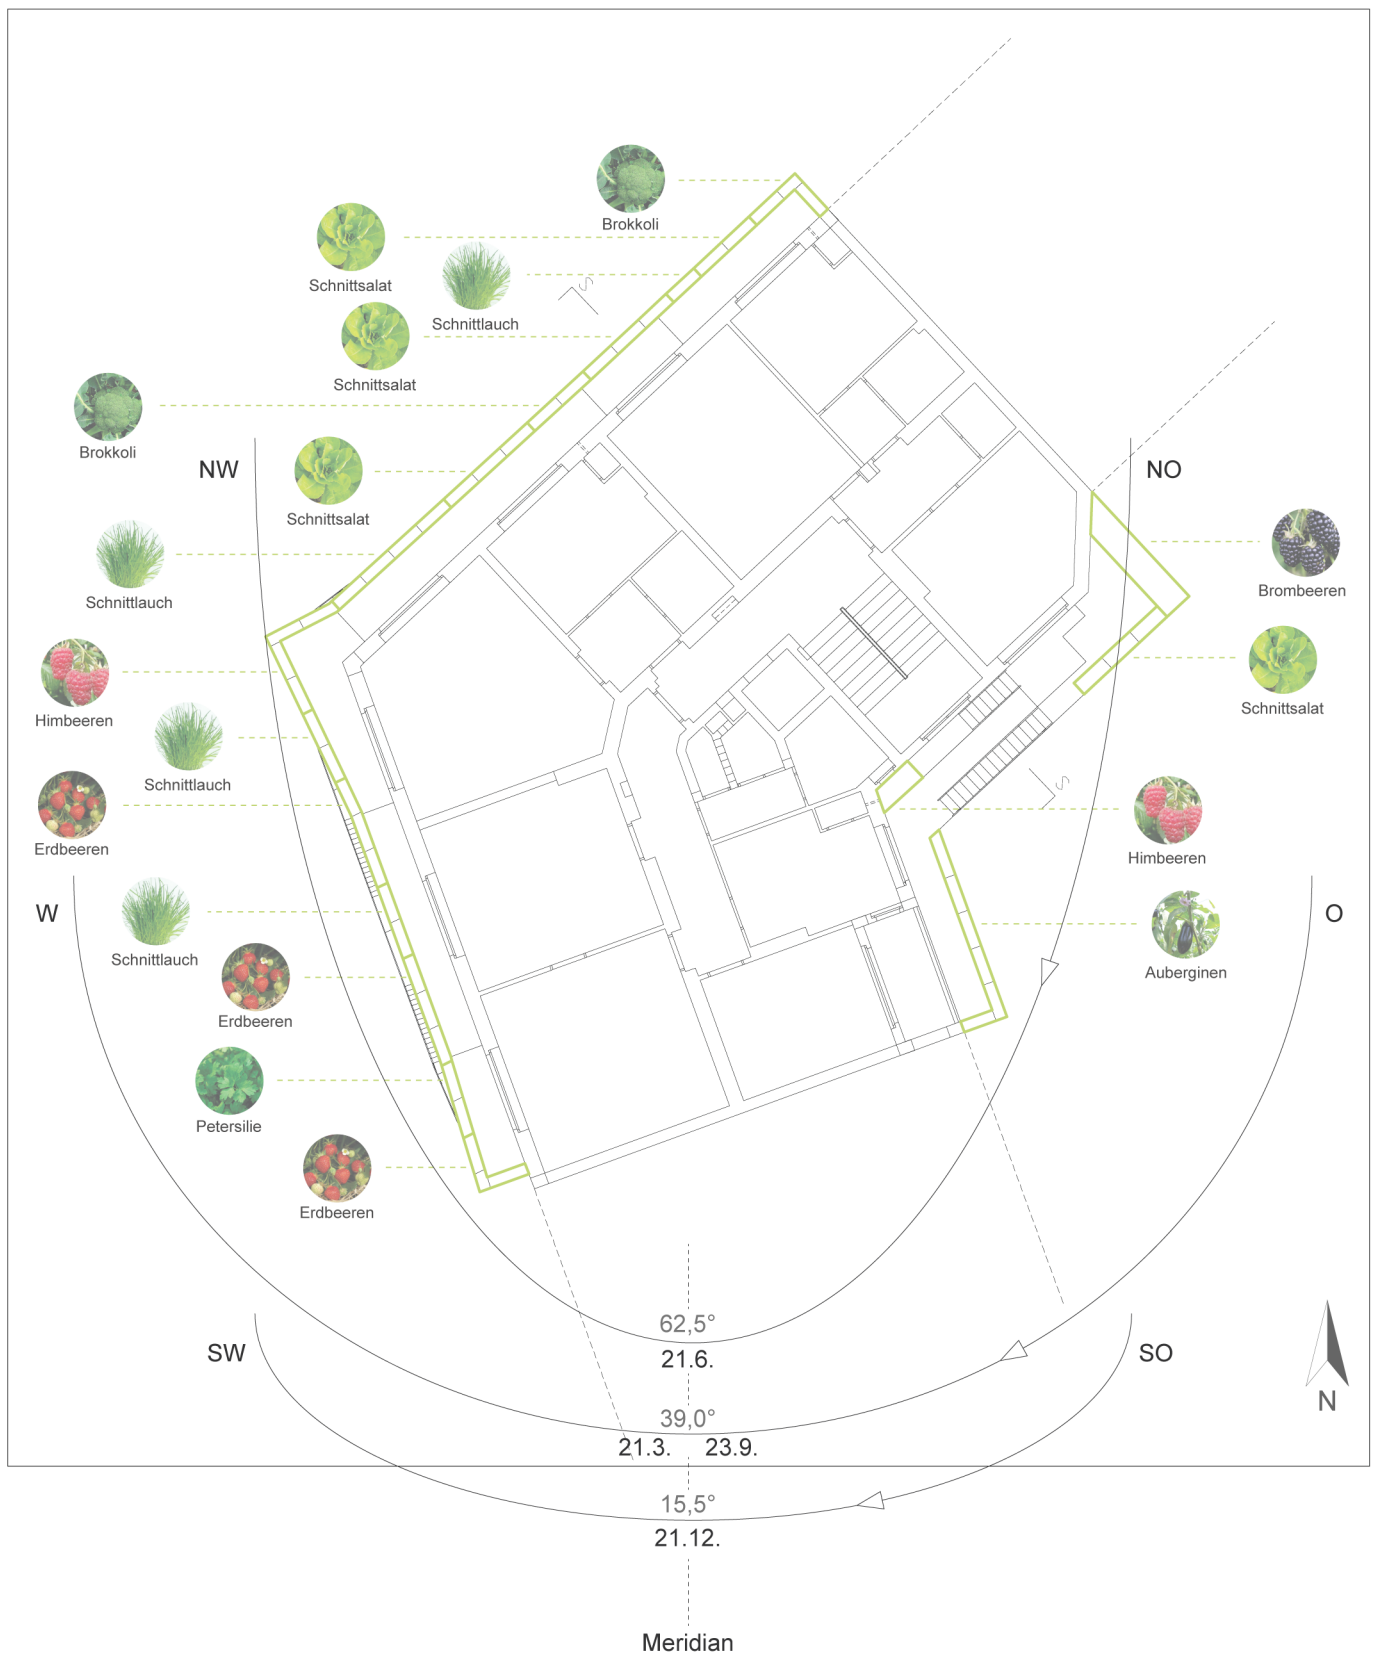 Brokkoli
Schnittsalat
Schnittlauch
Schnittsalat
Brokkoli
NW
NO
Schnittsalat
Brombeeren
Schnittlauch
Schnittsalat
Himbeeren
Schnittlauch
Erdbeeren
Himbeeren
W
O
Schnittlauch
Auberginen
Erdbeeren
Petersilie
Erdbeeren
62,5°
SW
21.6.
SO
N
39,0°
21.3. 23.9.
15,5°
21.12.
Meridian
S
S